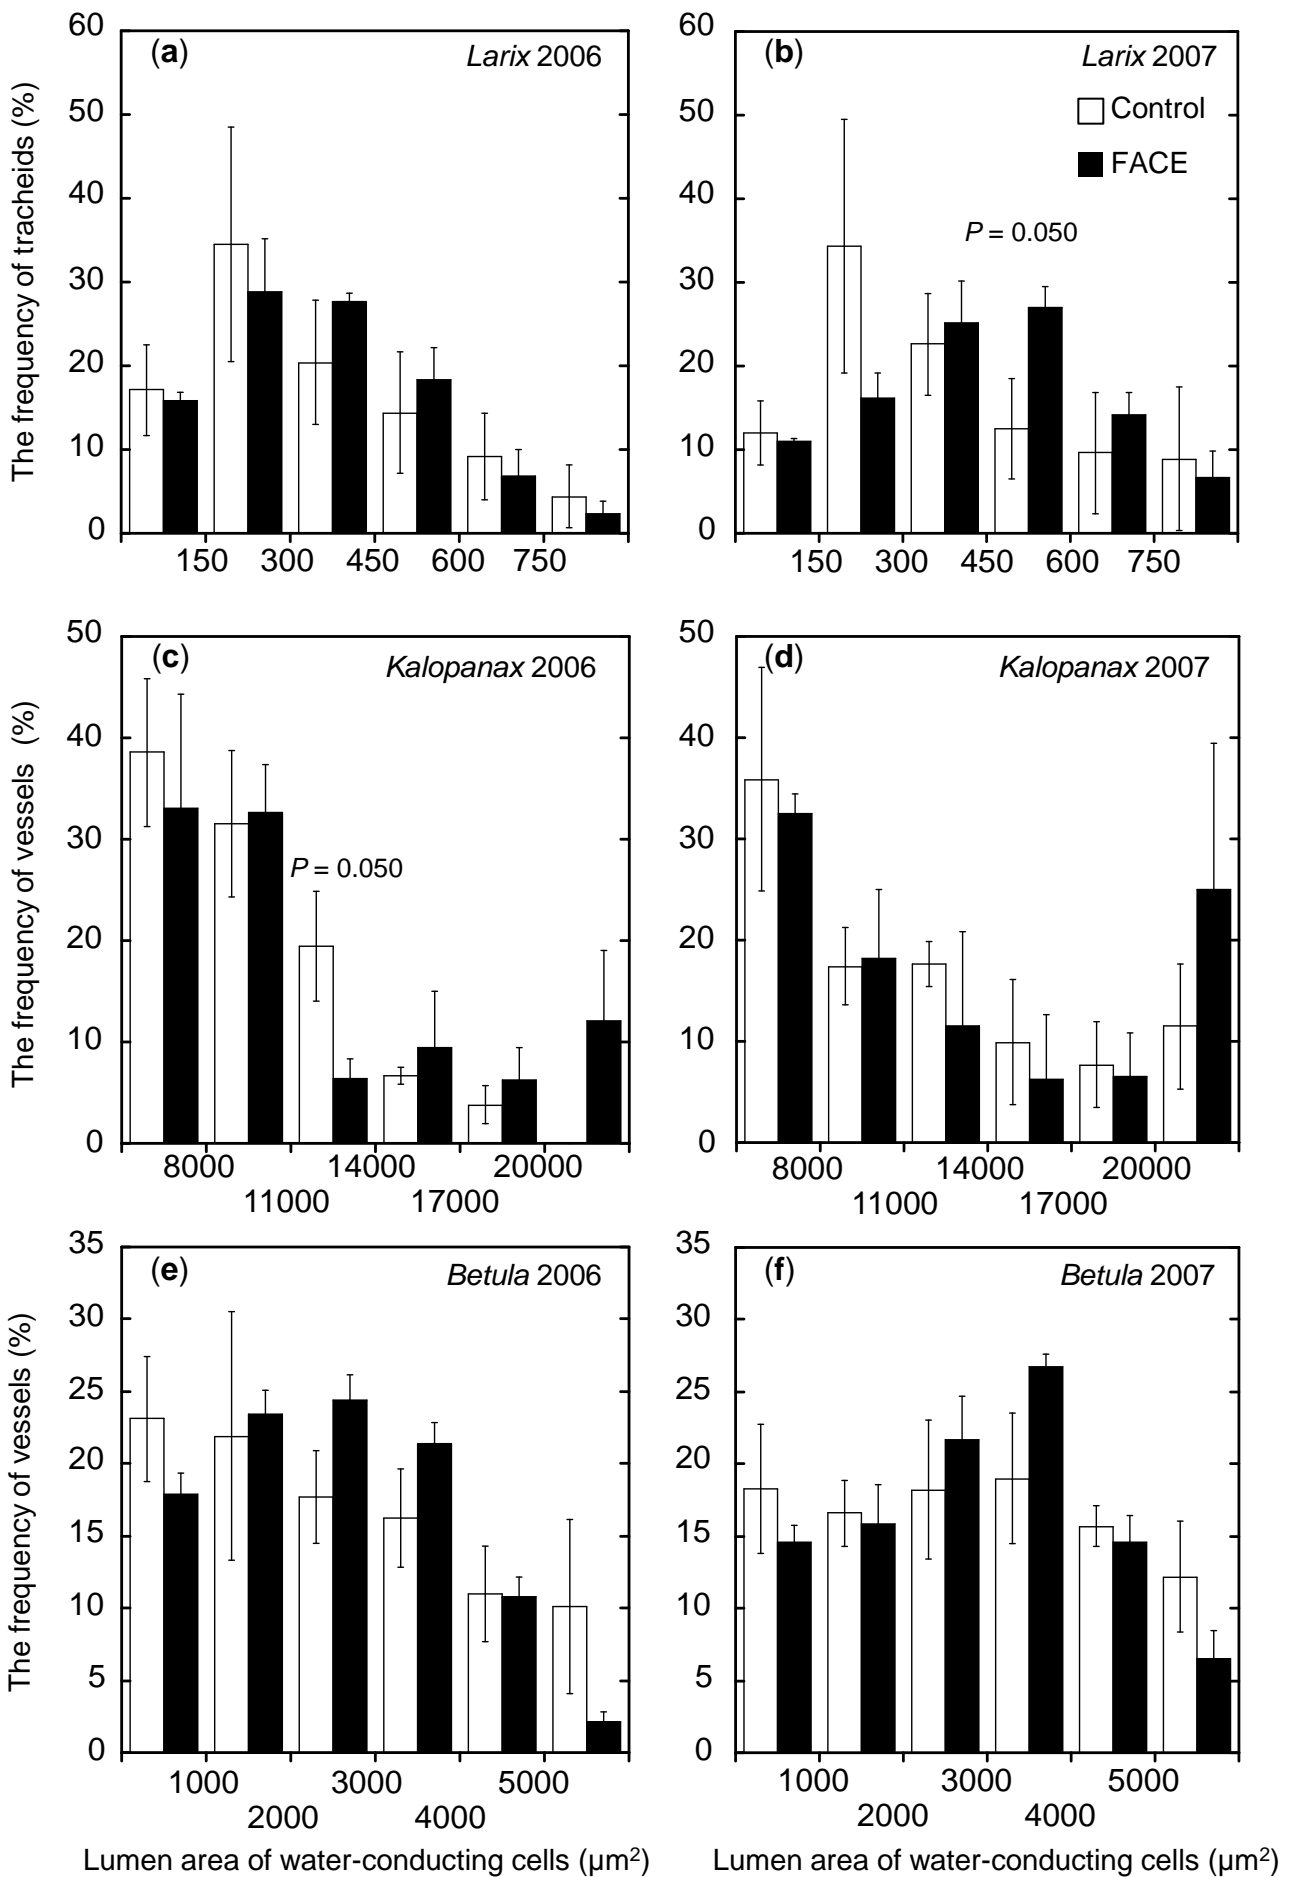 (a) Larix 2006
The frequency of tracheids (%)
60
50
40
30
20
10
0
150 300 450 600 750
(b) Larix 2007
Control
FACE
P = 0.050
60
50
40
30
20
10
0
150 300 450 600 750
(c) Kalopanax 2006
The frequency of vessels (%)
P = 0.050
50
40
30
20
10
0
8000 14000 20000
11000 17000
(d) Kalopanax 2007
50
40
30
20
10
0
8000 14000 20000
11000 17000
(e) Betula 2006
The frequency of vessels (%)
35
30
25
20
15
10
5
0
1000 3000 5000
2000 4000
Lumen area of water-conducting cells (µm²)
(f) Betula 2007
35
30
25
20
15
10
5
0
1000 3000 5000
2000 4000
Lumen area of water-conducting cells (µm²)